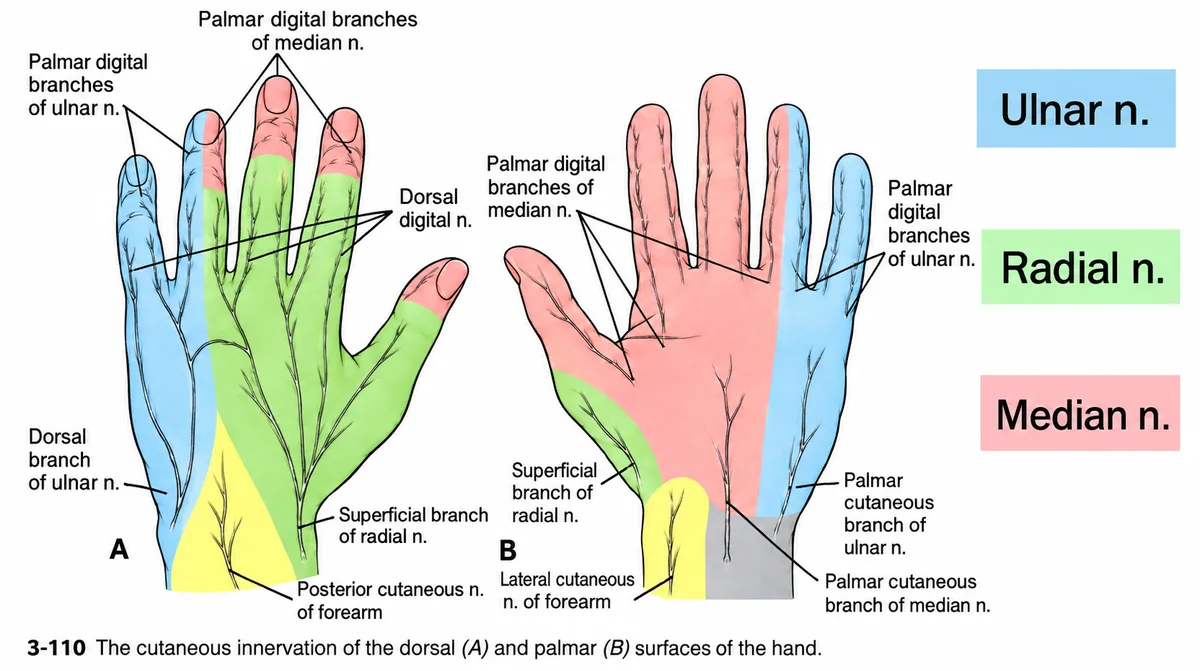 Palmar digital branches
of median n.
Palmar digital
branches
of ulnar n.
Dorsal
digital n.
Dorsal
branch
of ulnar n.
Superficial branch
of radial n.
A
Posterior cutaneous n.
of forearm
Palmar digital
branches of
median n.
Palmar
digital
branches
of ulnar n.
Superficial
branch of
radial n.
B
Lateral cutaneous
n. of forearm
Palmar
cutaneous
branch of
ulnar n.
Palmar cutaneous
branch of median n.
Ulnar n.
Radial n.
Median n.
3-110 The cutaneous innervation of the dorsal (A) and palmar (B) surfaces of the hand.